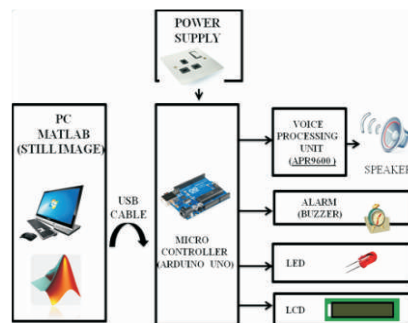 POWER
SUPPLY
PC
MATLAB
(STILL IMAGE)
USB
CABLE
MICRO
CONTROLLER
(ARDUINO UNO)
VOICE
PROCESSING
UNIT
(APR9600)
SPEAKER
ALARM
(BUZZER)
LED
LCD